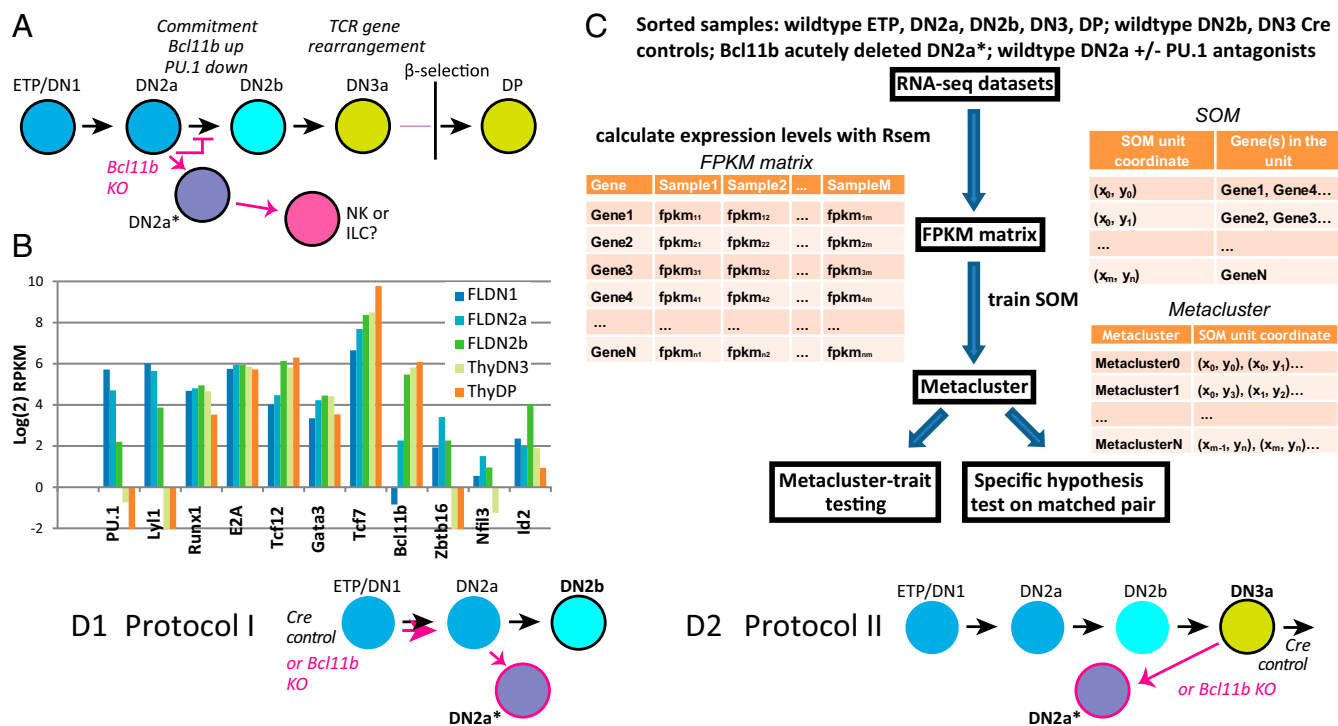 A
Commitment
Bcl11b up
PU.1 down
TCR gene
rearrangement
β-selection
ETP/DN1
DN2a
DN2b
DN3a
DP
Bcl11b
KO
DN2a*
NK or
ILC?
B
Log(2) RPKM
10
8
6
4
2
0
-2
FLDN1
FLDN2a
FLDN2b
ThyDN3
ThyDP
PU.1
Lyl1
Runx1
E2A
Tcf12
Gata3
Tcf7
Bcl11b
Zbtb16
Nfil3
Id2
C Sorted samples: wildtype ETP, DN2a, DN2b, DN3, DP; wildtype DN2b, DN3 Cre
controls; Bcl11b acutely deleted DN2a*; wildtype DN2a +/- PU.1 antagonists
RNA-seq datasets
calculate expression levels with Rsem
FPKM matrix
Gene Sample1 Sample2 ... SampleM
Gene1 fpkm11 fpkm12 ... fpkm1m
Gene2 fpkm21 fpkm22 ... fpkm2m
Gene3 fpkm31 fpkm32 ... fpkm3m
Gene4 fpkm41 fpkm42 ... fpkm4m
... ... ... ...
GeneN fpkmn1 fpkmn2 ... fpkmnm
FPKM matrix
train SOM
Metacluster
Metacluster-trait
testing
Specific hypothesis
test on matched pair
SOM
SOM unit
coordinate
Gene(s) in the
unit
(x0, y0) Gene1, Gene4...
(x0, y1) Gene2, Gene3...
... ...
(xm, yn) GeneN
Metacluster
Metacluster SOM unit coordinate
Metacluster0 (x0, y0), (x0, y1)...
Metacluster1 (x0, y3), (x1, y2)...
... ...
MetaclusterN (xm-1, yn), (xm, yn)...
D1 Protocol I
ETP/DN1
DN2a
DN2b
Cre
control
or Bcl11b
KO
DN2a*
D2 Protocol II
ETP/DN1
DN2a
DN2b
DN3a
Cre
control
or Bcl11b KO
DN2a*